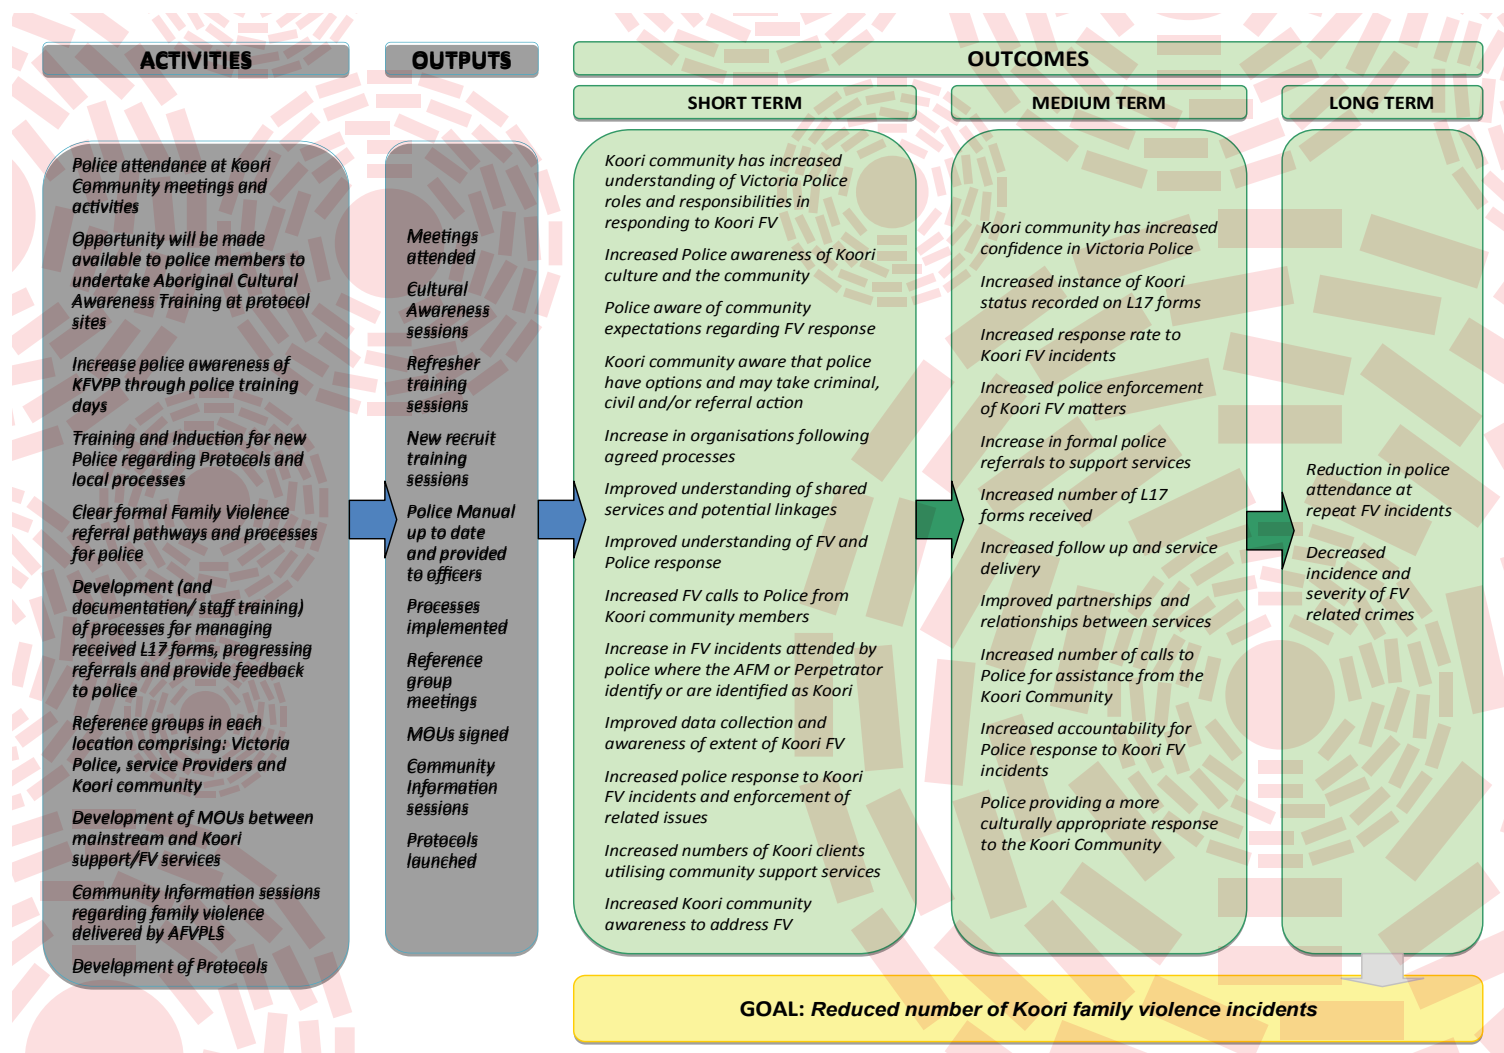 ACTIVITIES
Police attendance at Koori
Community meetings and
activities
Opportunity will be made
available to police members to
undertake Aboriginal Cultural
Awareness Training at protocol
sites
Increase police awareness of
KFVPP through police training
days
Training and Induction for new
Police regarding Protocols and
local processes
Clear formal Family Violence
referral pathways and processes
for police
Development (and
documentation/ staff training)
of processes for managing
received L17 forms, progressing
referrals and provide feedback
to police
Reference groups in each
location comprising: Victoria
Police, service Providers and
Koori community
Development of MOUs between
mainstream and Koori
support/FV services
Community Information sessions
regarding family violence
delivered by AFVPLS
Development of Protocols
OUTPUTS
Meetings
attended
Cultural
Awareness
sessions
Refresher
training
sessions
New recruit
training
sessions
Police Manual
up to date
and provided
to officers
Processes
implemented
Reference
group
meetings
MOUs signed
Community
Information
sessions
Protocols
launched
OUTCOMES
SHORT TERM
Koori community has increased
understanding of Victoria Police
roles and responsibilities in
responding to Koori FV
Increased Police awareness of Koori
culture and the community
Police aware of community
expectations regarding FV response
Koori community aware that police
have options and may take criminal,
civil and/or referral action
Increase in organisations following
agreed processes
Improved understanding of shared
services and potential linkages
Improved understanding of FV and
Police response
Increased FV calls to Police from
Koori community members
Increase in FV incidents attended by
police where the AFM or Perpetrator
identify or are identified as Koori
Improved data collection and
awareness of extent of Koori FV
Increased police response to Koori
FV incidents and enforcement of
related issues
Increased numbers of Koori clients
utilising community support services
Increased Koori community
awareness to address FV
MEDIUM TERM
Koori community has increased
confidence in Victoria Police
Increased instance of Koori
status recorded on L17 forms
Increased response rate to
Koori FV incidents
Increased police enforcement
of Koori FV matters
Increase in formal police
referrals to support services
Increased number of L17
forms received
Increased follow up and service
delivery
Improved partnerships and
relationships between services
Increased number of calls to
Police for assistance from the
Koori Community
Increased accountability for
Police response to Koori FV
incidents
Police providing a more
culturally appropriate response
to the Koori Community
LONG TERM
Reduction in police
attendance at
repeat FV incidents
Decreased
incidence and
severity of FV
related crimes
GOAL: Reduced number of Koori family violence incidents